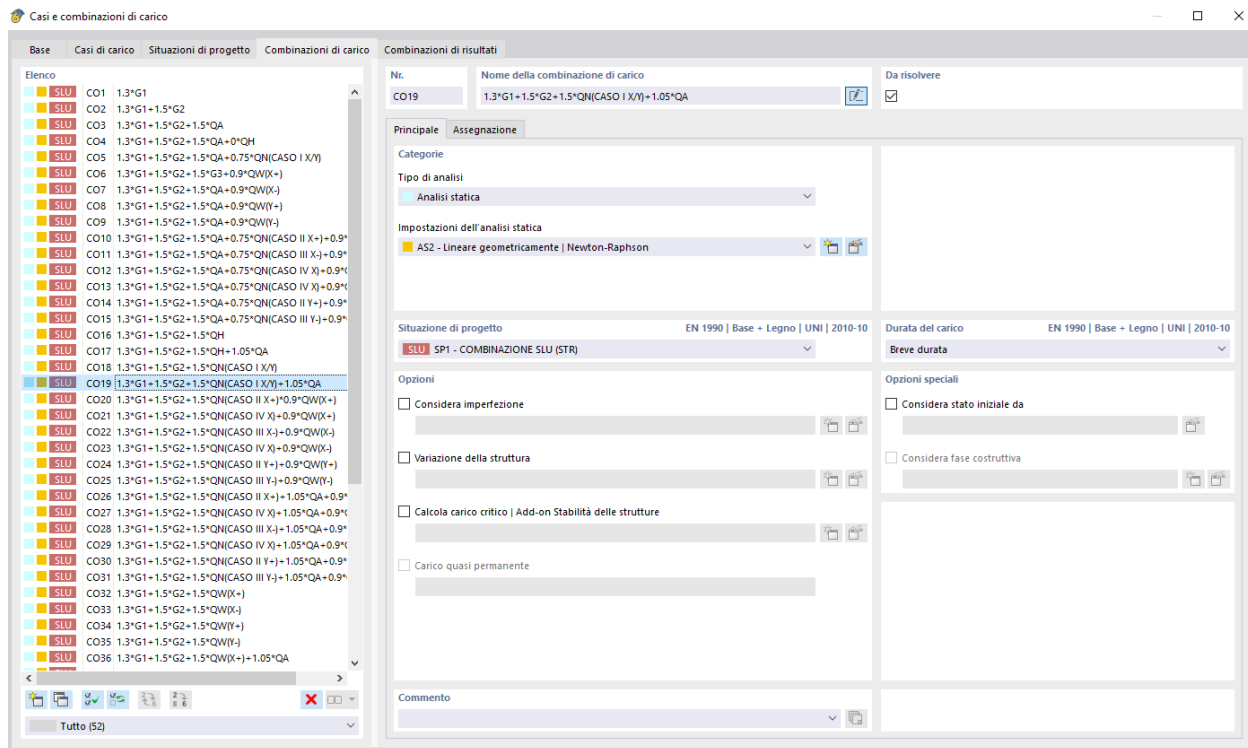 Casi e combinazioni di carico
Base Casi di carico Situazioni di progetto Combinazioni di carico Combinazioni di risultati
Elenco
SLU CO1 1.3*G1
SLU CO2 1.3*G1+1.5*G2
SLU CO3 1.3*G1+1.5*G2+1.5*QA
SLU CO4 1.3*G1+1.5*G2+1.5*QA+0*QH
SLU CO5 1.3*G1+1.5*G2+1.5*QA+0.75*QN(CASO I X/Y)
SLU CO6 1.3*G1+1.5*G2+1.5*G3+0.9*QW(X+)
SLU CO7 1.3*G1+1.5*G2+1.5*QA+0.9*QW(X-)
SLU CO8 1.3*G1+1.5*G2+1.5*QA+0.9*QW(Y+)
SLU CO9 1.3*G1+1.5*G2+1.5*QA+0.9*QW(Y-)
SLU CO10 1.3*G1+1.5*G2+1.5*QA+0.75*QN(CASO II X+)+0.9*
SLU CO11 1.3*G1+1.5*G2+1.5*QA+0.75*QN(CASO III X-)+0.9*
SLU CO12 1.3*G1+1.5*G2+1.5*QA+0.75*QN(CASO IV X)+0.9*(
SLU CO13 1.3*G1+1.5*G2+1.5*QA+0.75*QN(CASO IV X)+0.9*(
SLU CO14 1.3*G1+1.5*G2+1.5*QA+0.75*QN(CASO II Y+)+0.9*
SLU CO15 1.3*G1+1.5*G2+1.5*QA+0.75*QN(CASO III Y-)+0.9*
SLU CO16 1.3*G1+1.5*G2+1.5*QH
SLU CO17 1.3*G1+1.5*G2+1.5*QH+1.05*QA
SLU CO18 1.3*G1+1.5*G2+1.5*QN(CASO I X/Y)
SLU CO19 1.3*G1+1.5*G2+1.5*QN(CASO I X/Y)+1.05*QA
SLU CO20 1.3*G1+1.5*G2+1.5*QN(CASO II X+)*0.9*QW(X+)
SLU CO21 1.3*G1+1.5*G2+1.5*QN(CASO IV X)+0.9*QW(X+)
SLU CO22 1.3*G1+1.5*G2+1.5*QN(CASO III X-)+0.9*QW(X-)
SLU CO23 1.3*G1+1.5*G2+1.5*QN(CASO IV X)+0.9*QW(X-)
SLU CO24 1.3*G1+1.5*G2+1.5*QN(CASO II Y+)+0.9*QW(Y+)
SLU CO25 1.3*G1+1.5*G2+1.5*QN(CASO III Y-)+0.9*QW(Y-)
SLU CO26 1.3*G1+1.5*G2+1.5*QN(CASO II X+)+1.05*QA+0.9*
SLU CO27 1.3*G1+1.5*G2+1.5*QN(CASO IV X)+1.05*QA+0.9*(
SLU CO28 1.3*G1+1.5*G2+1.5*QN(CASO III X-)+1.05*QA+0.9*
SLU CO29 1.3*G1+1.5*G2+1.5*QN(CASO IV X)+1.05*QA+0.9*(
SLU CO30 1.3*G1+1.5*G2+1.5*QN(CASO II Y+)+1.05*QA+0.9*
SLU CO31 1.3*G1+1.5*G2+1.5*QN(CASO III Y-)+1.05*QA+0.9*
SLU CO32 1.3*G1+1.5*G2+1.5*QW(X+)
SLU CO33 1.3*G1+1.5*G2+1.5*QW(X-)
SLU CO34 1.3*G1+1.5*G2+1.5*QW(Y+)
SLU CO35 1.3*G1+1.5*G2+1.5*QW(Y-)
SLU CO36 1.3*G1+1.5*G2+1.5*QW(X+)+1.05*QA
Tutto (52)
Nr.
CO19
Nome della combinazione di carico
1.3*G1+1.5*G2+1.5*QN(CASO I X/Y)+1.05*QA
Da risolvere
Principale Assegnazione
Categorie
Tipo di analisi
Analisi statica
Impostazioni dell'analisi statica
AS2 - Lineare geometricamente | Newton-Raphson
Situazione di progetto EN 1990 | Base + Legno | UNI | 2010-10
SLU SP1 - COMBINAZIONE SLU (STR)
Durata del carico EN 1990 | Base + Legno | UNI | 2010-10
Breve durata
Opzioni
Considera imperfezione
Variazione della struttura
Calcola carico critico | Add-on Stabilità delle strutture
Carico quasi permanente
Opzioni speciali
Considera stato iniziale da
Considera fase costruttiva
Commento